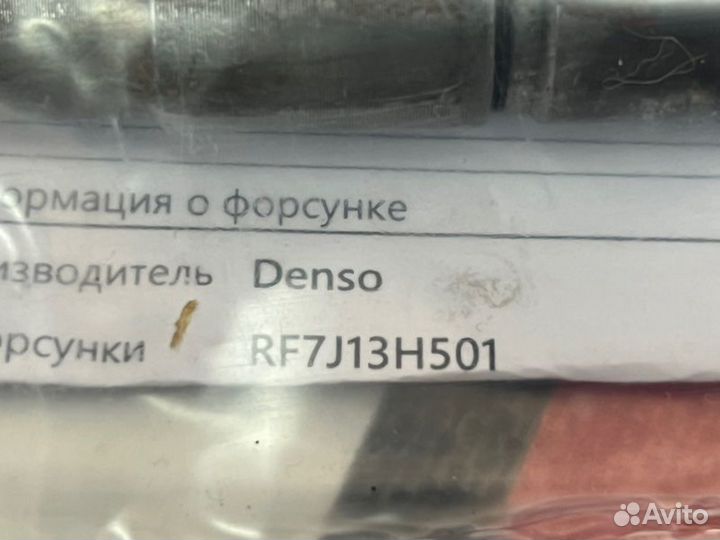 ормация о форсунке
изводитель Denso
орсунки RF7J13H501
Avito